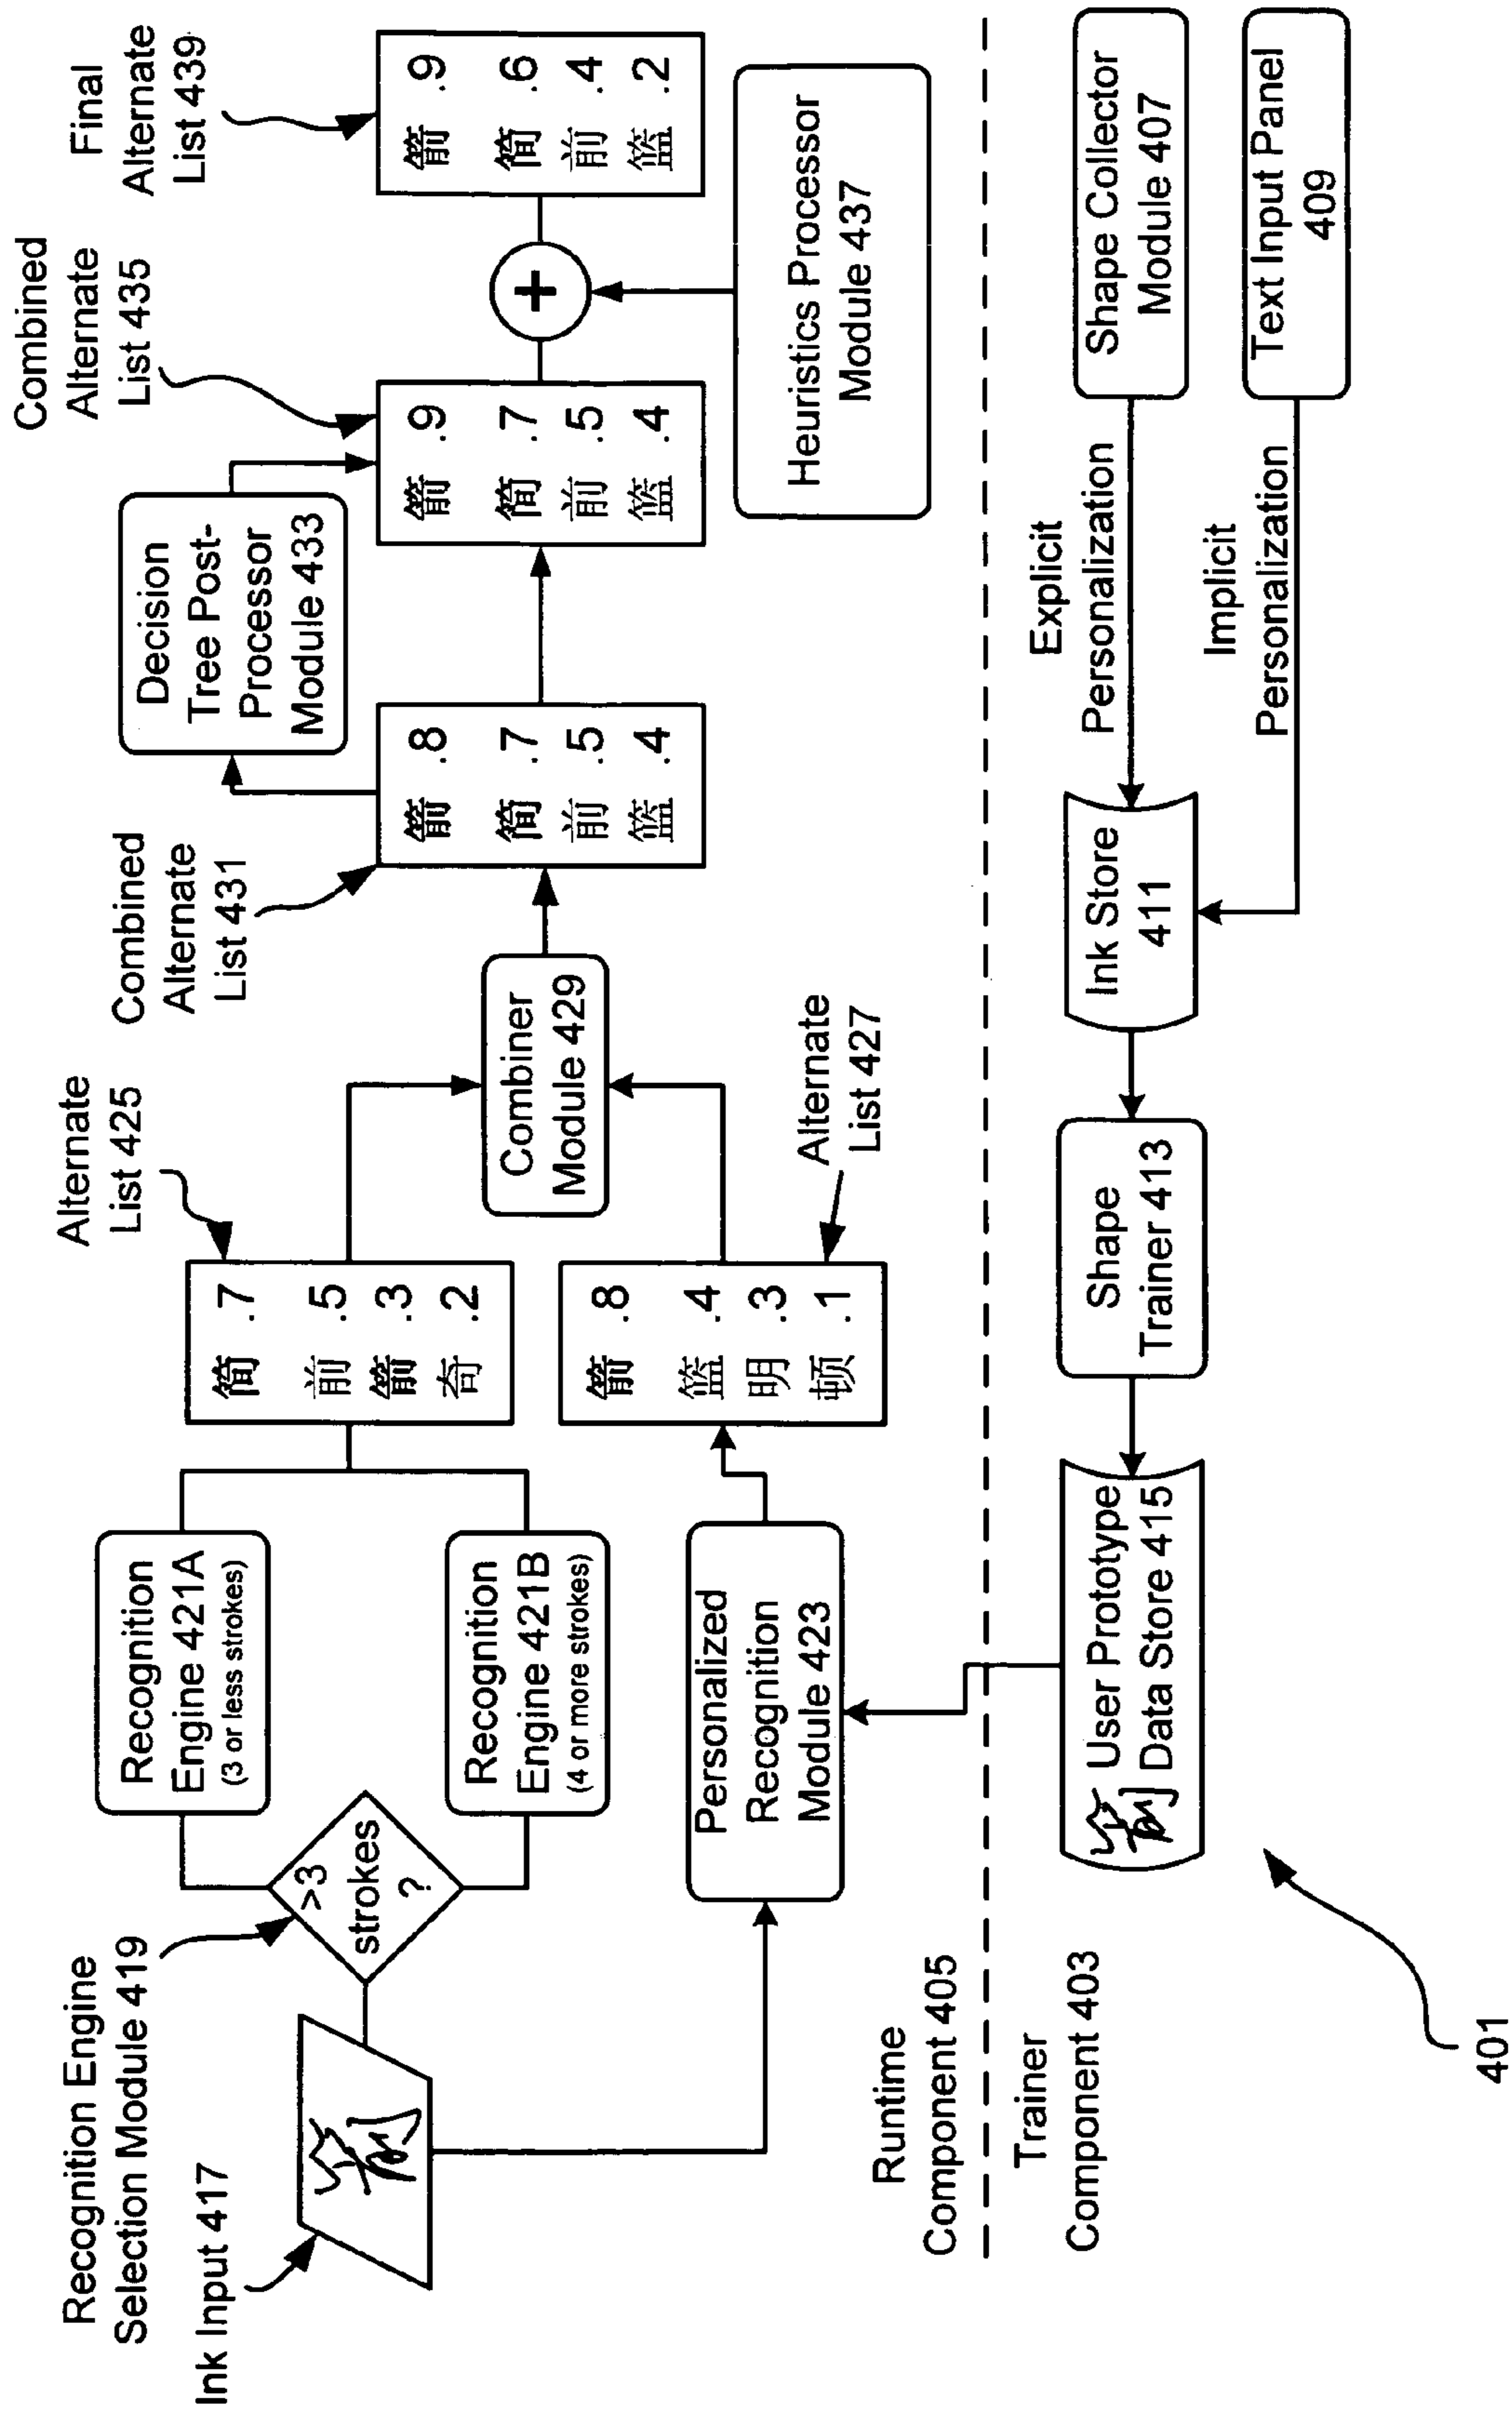 Recognition Engine
Selection Module 419
Ink Input 417
>3
strokes
?
Recognition
Engine 421A
(3 or less strokes)
Recognition
Engine 421B
(4 or more strokes)
Personalized
Recognition
Module 423
Alternate
List 425
简 .7
前 .5
箭 .3
奇 .2
箭 .8
篮 .4
明 .3
顿 .1
Alternate
List 427
Combiner
Module 429
Combined
Alternate
List 431
箭 .8
简 .7
前 .5
篮 .4
Decision
Tree Post-
Processor
Module 433
Combined
Alternate
List 435
箭 .9
简 .7
前 .5
篮 .4
+
Heuristics Processor
Module 437
Final
Alternate
List 439
箭 .9
简 .6
前 .4
篮 .2
Runtime
Component 405
Trainer
Component 403
User Prototype
Data Store 415
Shape
Trainer 413
Ink Store
411
Explicit
Personalization
Implicit
Personalization
Shape Collector
Module 407
Text Input Panel
409
401